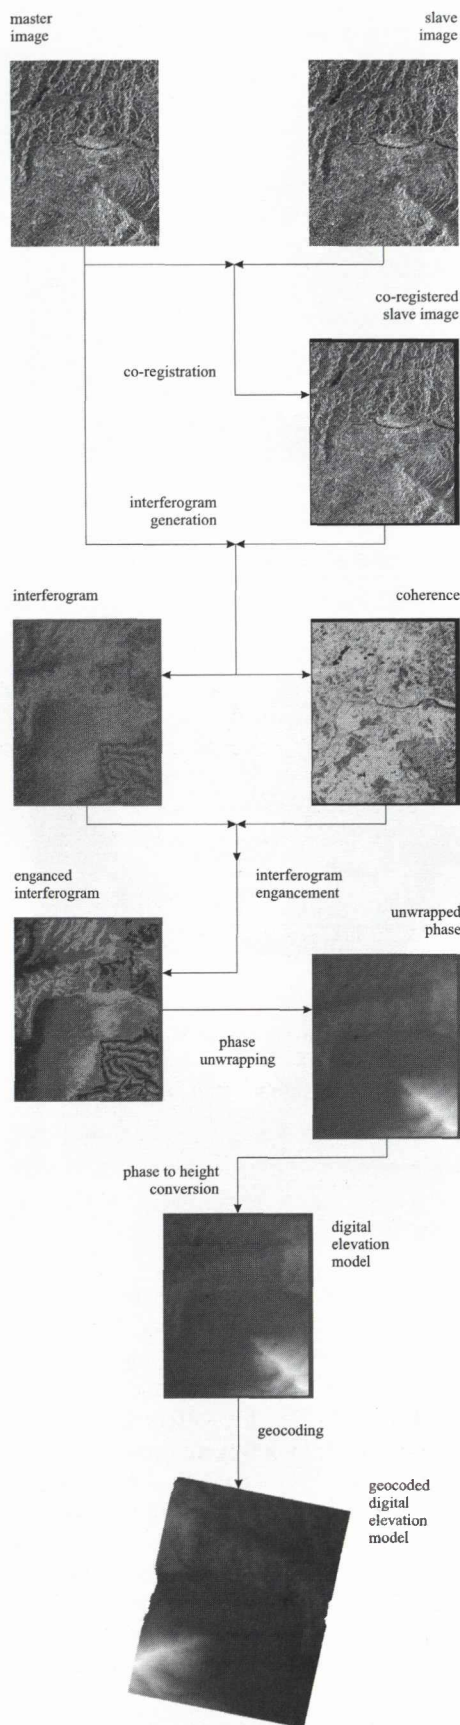 master
image
slave
image
co-registered
slave image
co-registration
interferogram
generation
interferogram
coherence
enganced
interferogram
interferogram
engancement
unwrapped
phase
phase
unwrapping
phase to height
conversion
digital
elevation
model
geocoding
geocoded
digital
elevation
model